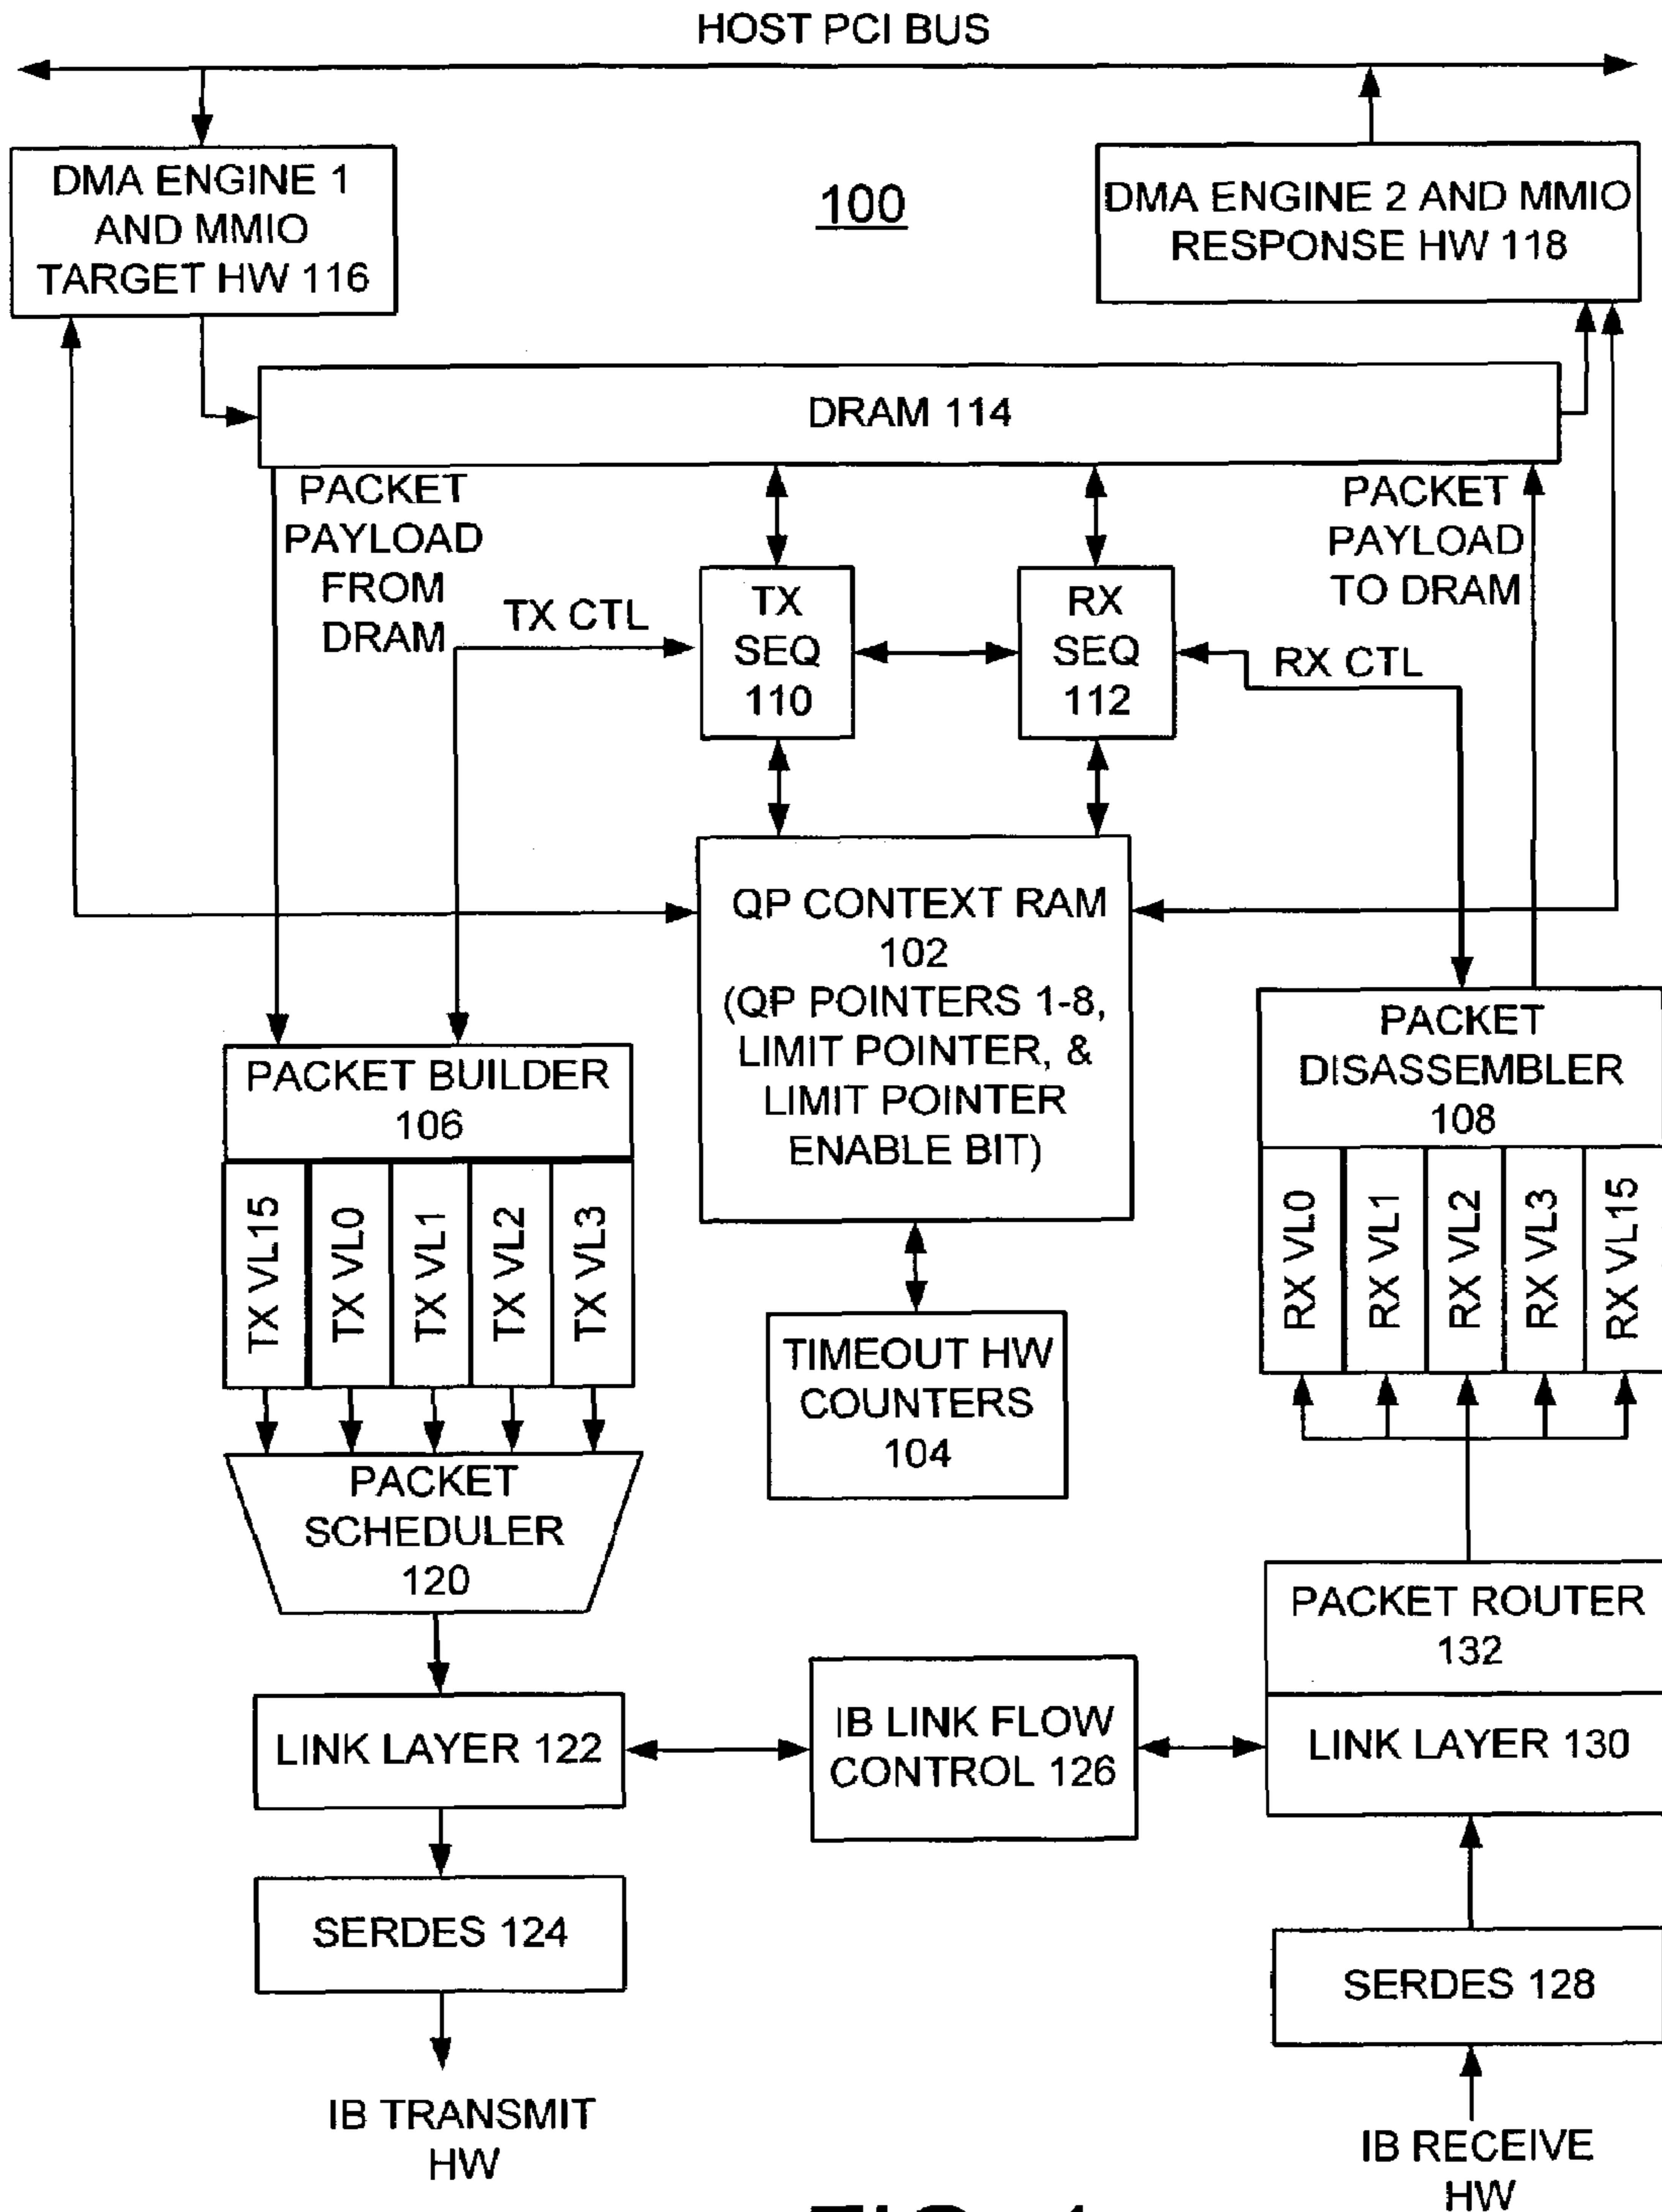 HOST PCI BUS
DMA ENGINE 1
AND MMIO
TARGET HW 116
100
DMA ENGINE 2 AND MMIO
RESPONSE HW 118
DRAM 114
PACKET
PAYLOAD
FROM
DRAM
TX CTL
TX
SEQ
110
RX
SEQ
112
RX CTL
PACKET
PAYLOAD
TO DRAM
QP CONTEXT RAM
102
(QP POINTERS 1-8,
LIMIT POINTER, &
LIMIT POINTER
ENABLE BIT)
PACKET BUILDER
106
TX VL15
TX VL0
TX VL1
TX VL2
TX VL3
PACKET
DISASSEMBLER
108
RX VL0
RX VL1
RX VL2
RX VL3
RX VL15
TIMEOUT HW
COUNTERS
104
PACKET
SCHEDULER
120
PACKET ROUTER
132
LINK LAYER 122
IB LINK FLOW
CONTROL 126
LINK LAYER 130
SERDES 124
SERDES 128
IB TRANSMIT
HW
IB RECEIVE
HW